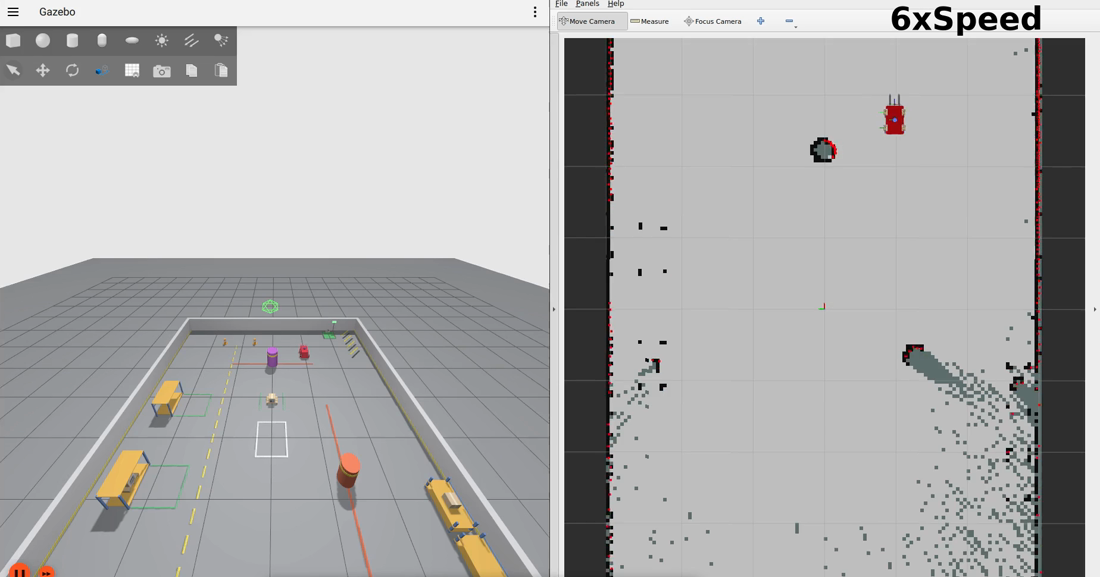 Gazebo
File Panels Help
6xSpeed
Move Camera
Measure
Focus Camera